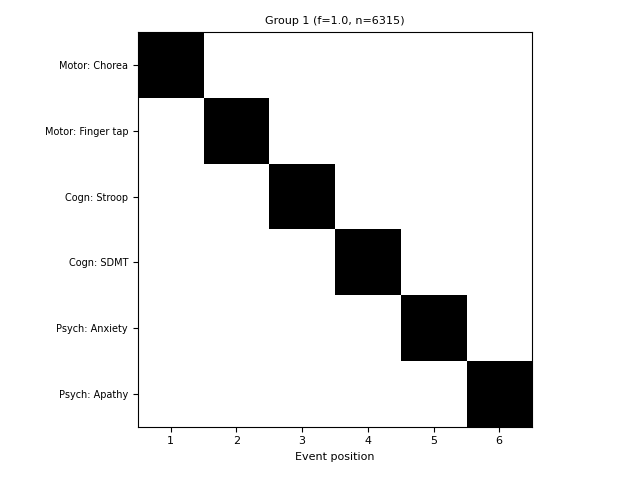 Group 1 (f=1.0, n=6315)
Motor: Chorea
Motor: Finger tap
Cogn: Stroop
Cogn: SDMT
Psych: Anxiety
Psych: Apathy
1 2 3 4 5 6
Event position